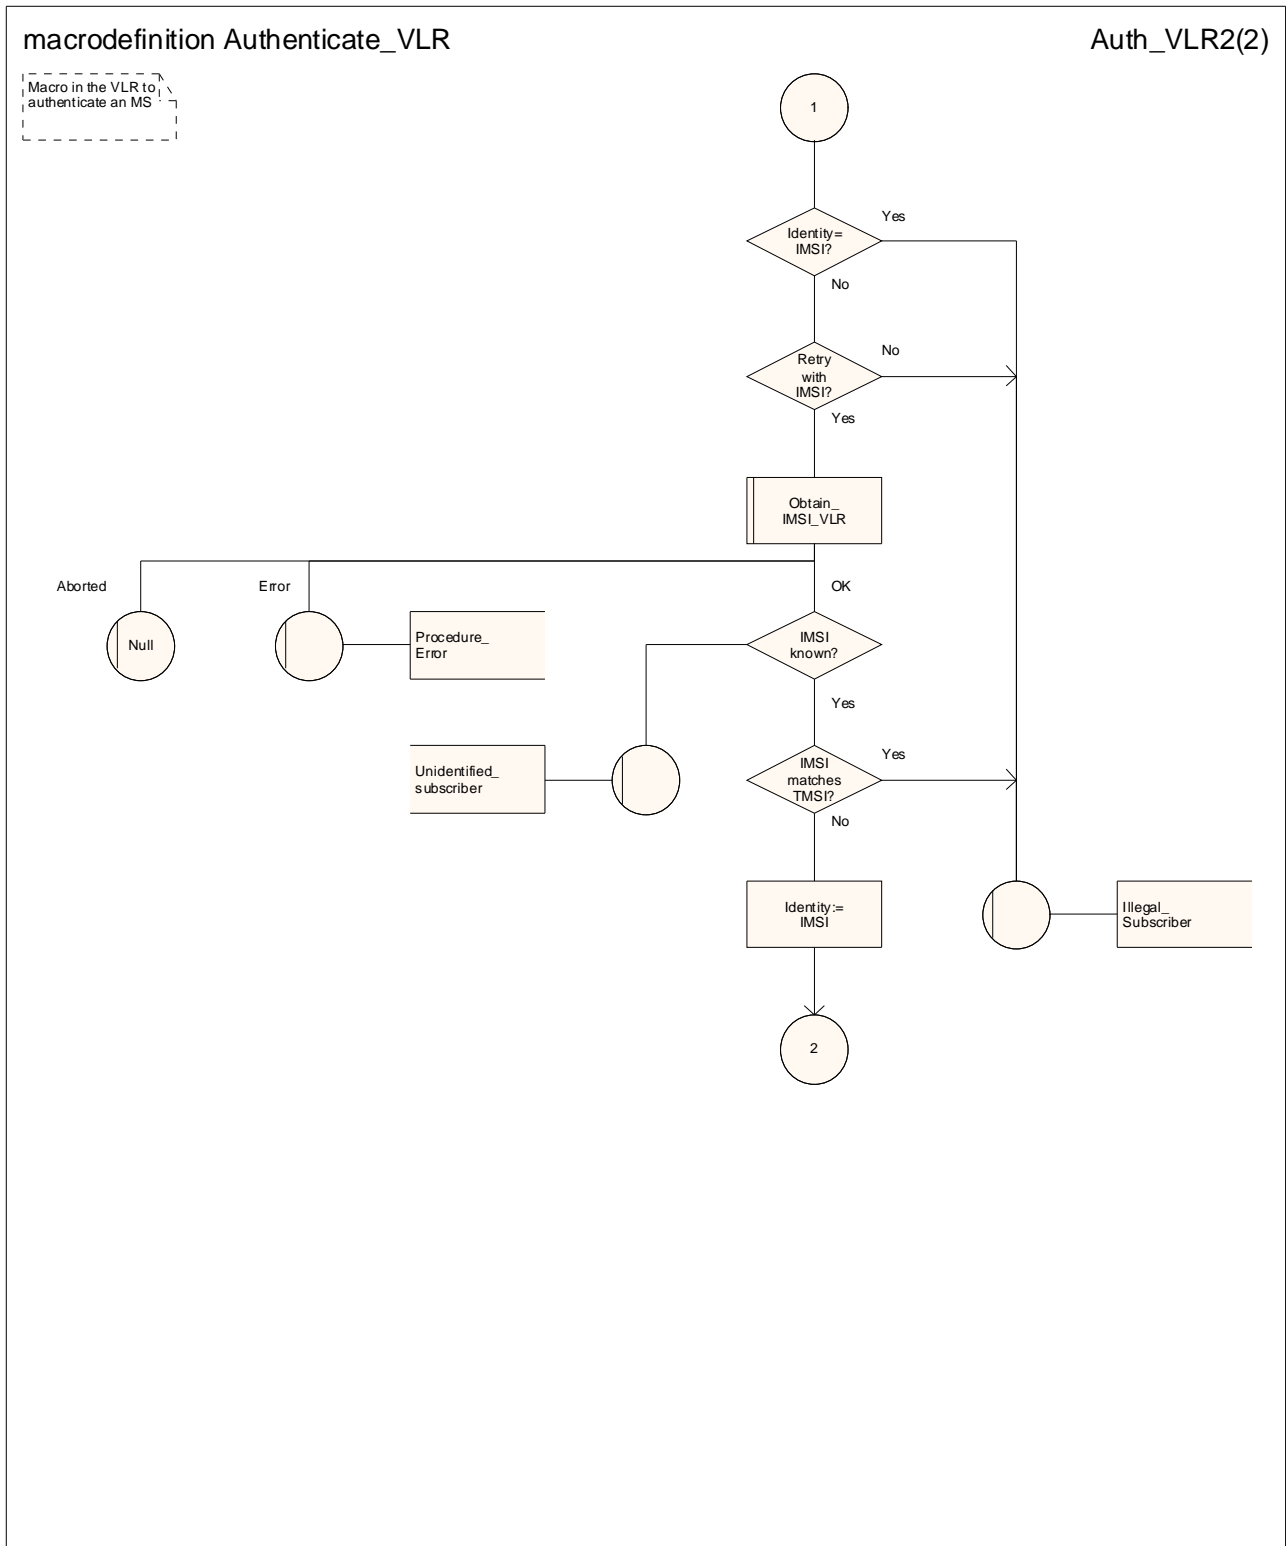 macrodefinition Authenticate_VLR
Auth_VLR2(2)
Macro in the VLR to
authenticate an MS
1
Identity=
IMSI?
Yes
No
Retry
with
IMSI?
No
Yes
Obtain_
IMSI_VLR
Aborted
Error
OK
Null
Procedure_
Error
IMSI
known?
Yes
Unidentified_
subscriber
IMSI
matches
TMSI?
Yes
No
Identity:=
IMSI
Illegal_
Subscriber
2